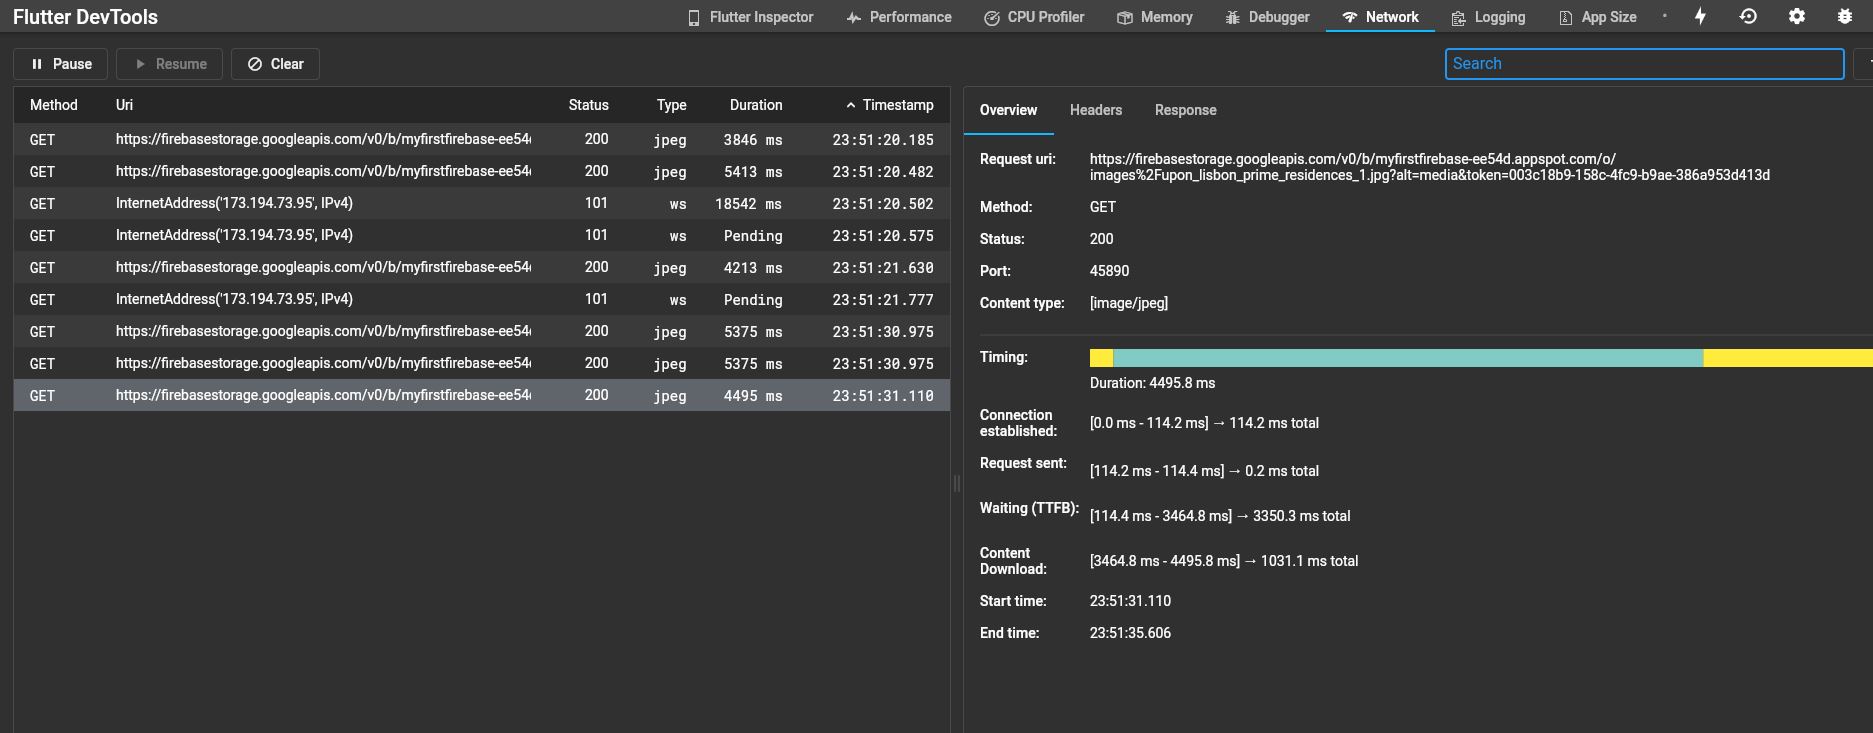 Flutter DevTools
Flutter Inspector Performance CPU Profiler Memory Debugger Network Logging App Size
Pause Resume Clear
Search
Method Uri Status Type Duration Timestamp
GET https://firebasestorage.googleapis.com/v0/b/myfirstfirebase-ee54 200 jpeg 3846 ms 23:51:20.185
GET https://firebasestorage.googleapis.com/v0/b/myfirstfirebase-ee54 200 jpeg 5413 ms 23:51:20.482
GET InternetAddress('173.194.73.95', IPv4) 101 ws 18542 ms 23:51:20.502
GET InternetAddress('173.194.73.95', IPv4) 101 ws Pending 23:51:20.575
GET https://firebasestorage.googleapis.com/v0/b/myfirstfirebase-ee54 200 jpeg 4213 ms 23:51:21.630
GET InternetAddress('173.194.73.95', IPv4) 101 ws Pending 23:51:21.777
GET https://firebasestorage.googleapis.com/v0/b/myfirstfirebase-ee54 200 jpeg 5375 ms 23:51:30.975
GET https://firebasestorage.googleapis.com/v0/b/myfirstfirebase-ee54 200 jpeg 5375 ms 23:51:30.975
GET https://firebasestorage.googleapis.com/v0/b/myfirstfirebase-ee54 200 jpeg 4495 ms 23:51:31.110
Overview Headers Response
Request uri: https://firebasestorage.googleapis.com/v0/b/myfirstfirebase-ee54d.appspot.com/o/
images%2Fupon_lisbon_prime_residences_1.jpg?alt=media&token=003c18b9-158c-4fc9-b9ae-386a953d413d
Method: GET
Status: 200
Port: 45890
Content type: [image/jpeg]
Timing:
Duration: 4495.8 ms
Connection
established: [0.0 ms - 114.2 ms] → 114.2 ms total
Request sent: [114.2 ms - 114.4 ms] → 0.2 ms total
Waiting (TTFB): [114.4 ms - 3464.8 ms] → 3350.3 ms total
Content
Download: [3464.8 ms - 4495.8 ms] → 1031.1 ms total
Start time: 23:51:31.110
End time: 23:51:35.606